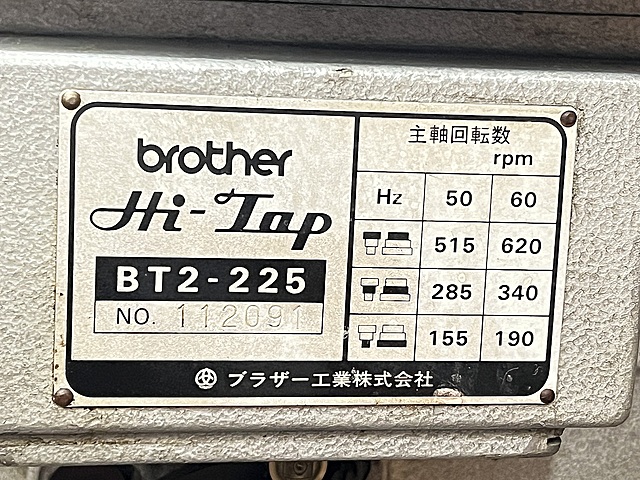 brother
Hi-Tap
BT2-225
NO. 112091
主軸回転数
rpm
Hz 50 60
515 620
285 340
155 190
ブラザー工業株式会社